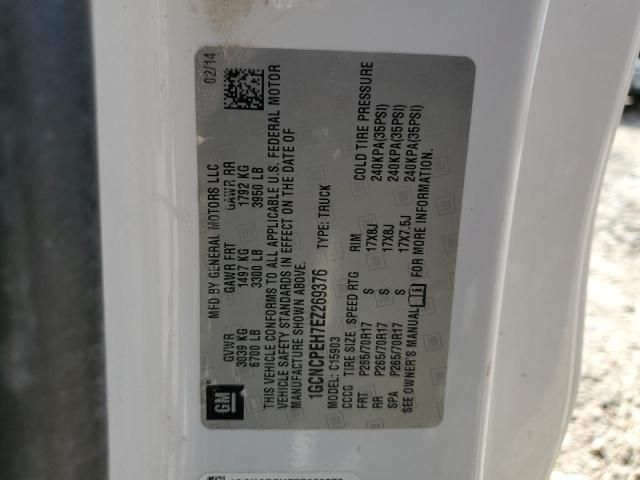 GM
MFD BY GENERAL MOTORS LLC 02/14
GVWR GAWR FRT GAWR RR
3039 KG 1497 KG 1792 KG
6700 LB 3300 LB 3950 LB
THIS VEHICLE CONFORMS TO ALL APPLICABLE U.S. FEDERAL MOTOR
VEHICLE SAFETY STANDARDS IN EFFECT ON THE DATE OF
MANUFACTURE SHOWN ABOVE.
1GCNCPEH7EZ269376 TYPE: TRUCK
MODEL: C15903
CCCG TIRE SIZE SPEED RTG RIM COLD TIRE PRESSURE
FRT P265/70R17 S 17X8J 240KPA(35PSI)
RR P265/70R17 S 17X8J 240KPA(35PSI)
SPA P265/70R17 S 17X7.5J 240KPA(35PSI)
SEE OWNER'S MANUAL FOR MORE INFORMATION